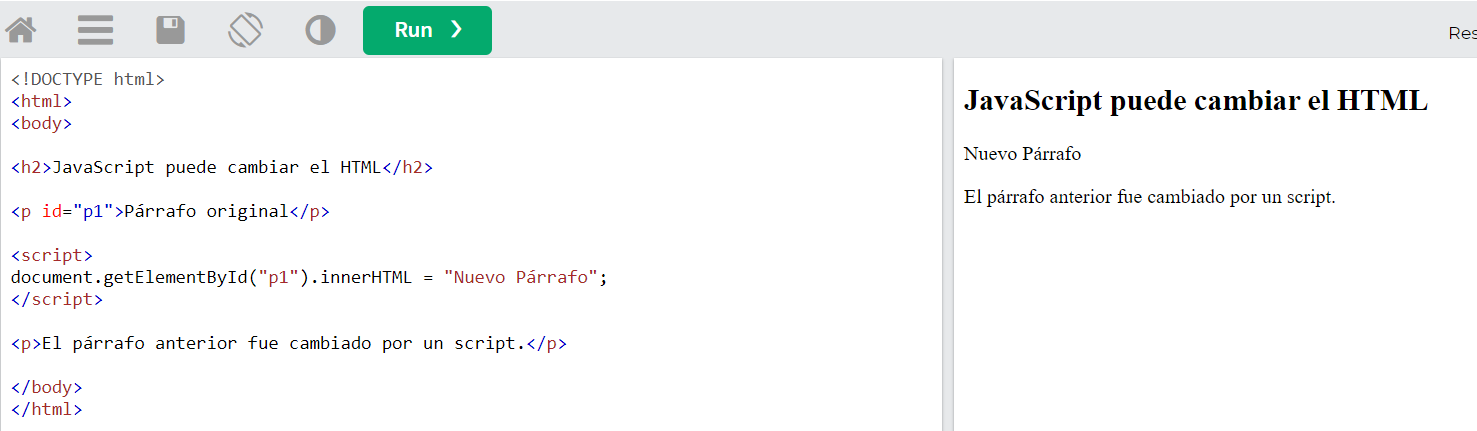 Run ❯
Res
<!DOCTYPE html>
<html>
<body>
<h2>JavaScript puede cambiar el HTML</h2>
<p id="p1">Párrafo original</p>
<script>
document.getElementById("p1").innerHTML = "Nuevo Párrafo";
</script>
<p>El párrafo anterior fue cambiado por un script.</p>
</body>
</html>
JavaScript puede cambiar el HTML
Nuevo Párrafo
El párrafo anterior fue cambiado por un script.